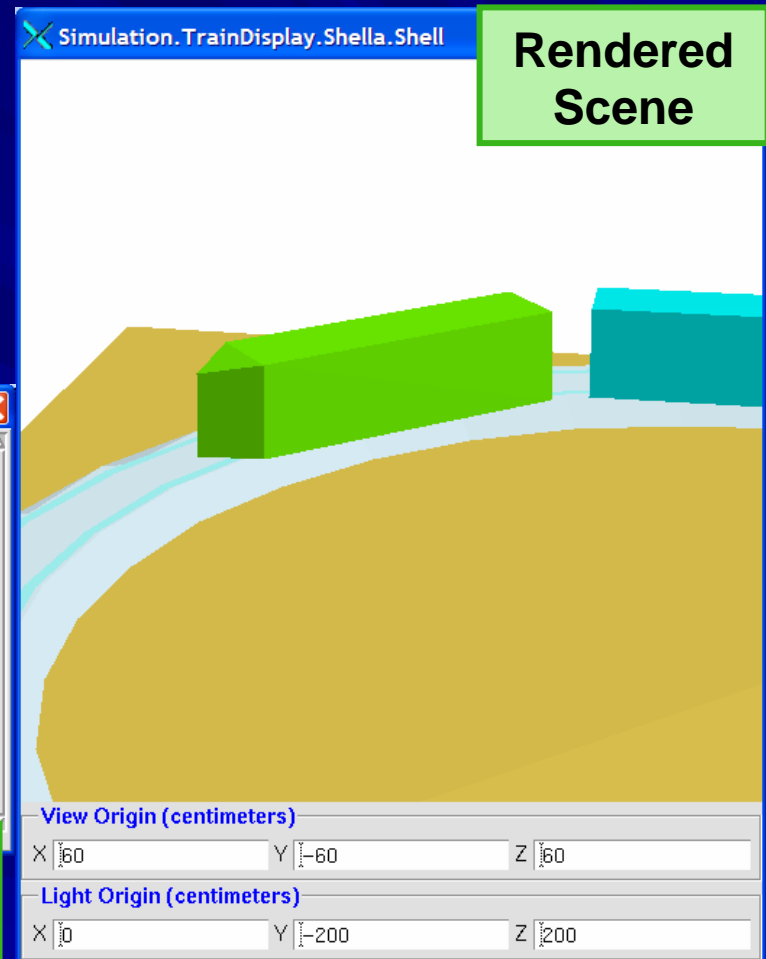 Simulation.TrainDisplay.Shella.Shell
Rendered
Scene
View Origin (centimeters)
X 60 Y -60 Z 60
Light Origin (centimeters)
X 0 Y -200 Z 200